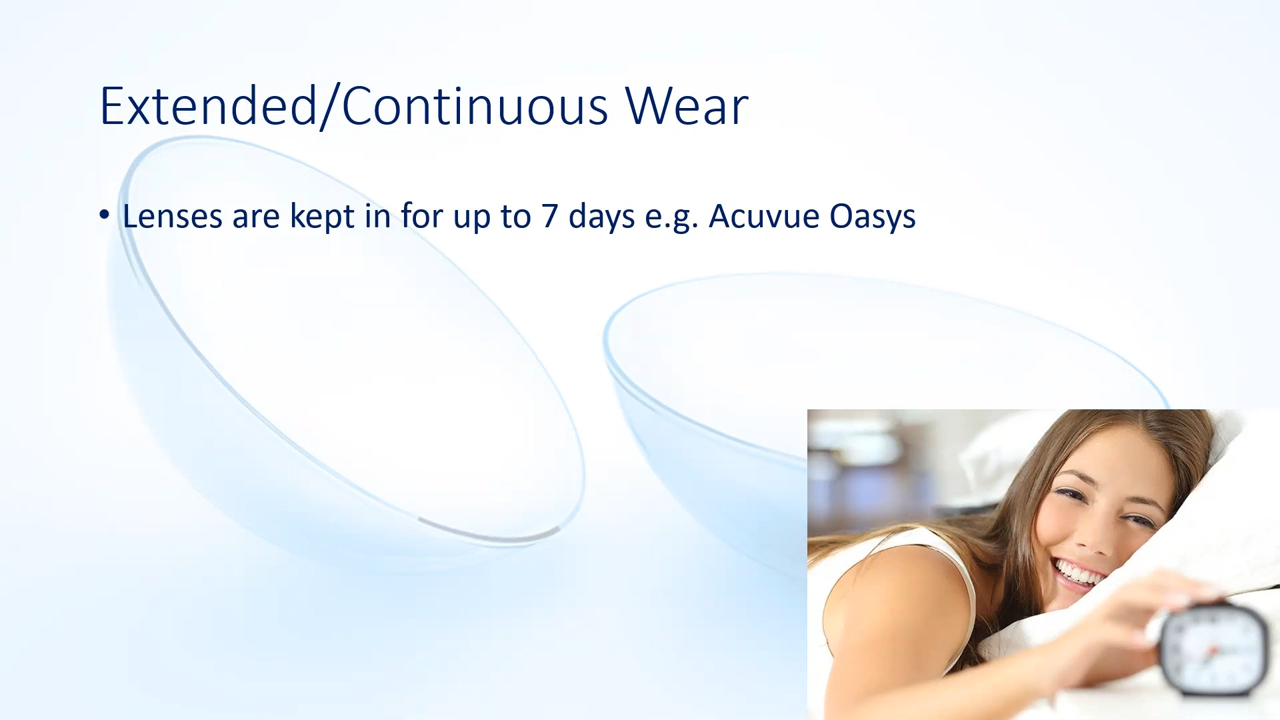 Extended/Continuous Wear
• Lenses are kept in for up to 7 days e.g. Acuvue Oasys